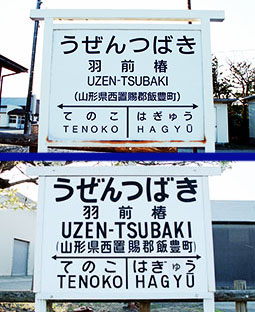 うぜんつばき
羽前椿
UZEN-TSUBAKI
(山形県西置賜郡飯豊町)
てのこ はぎゅう
TENOKO HAGYŪ
うぜんつばき
羽前椿
UZEN-TSUBAKI
(山形県西置賜郡飯豊町)
てのこ はぎゅう
TENOKO HAGYŪ